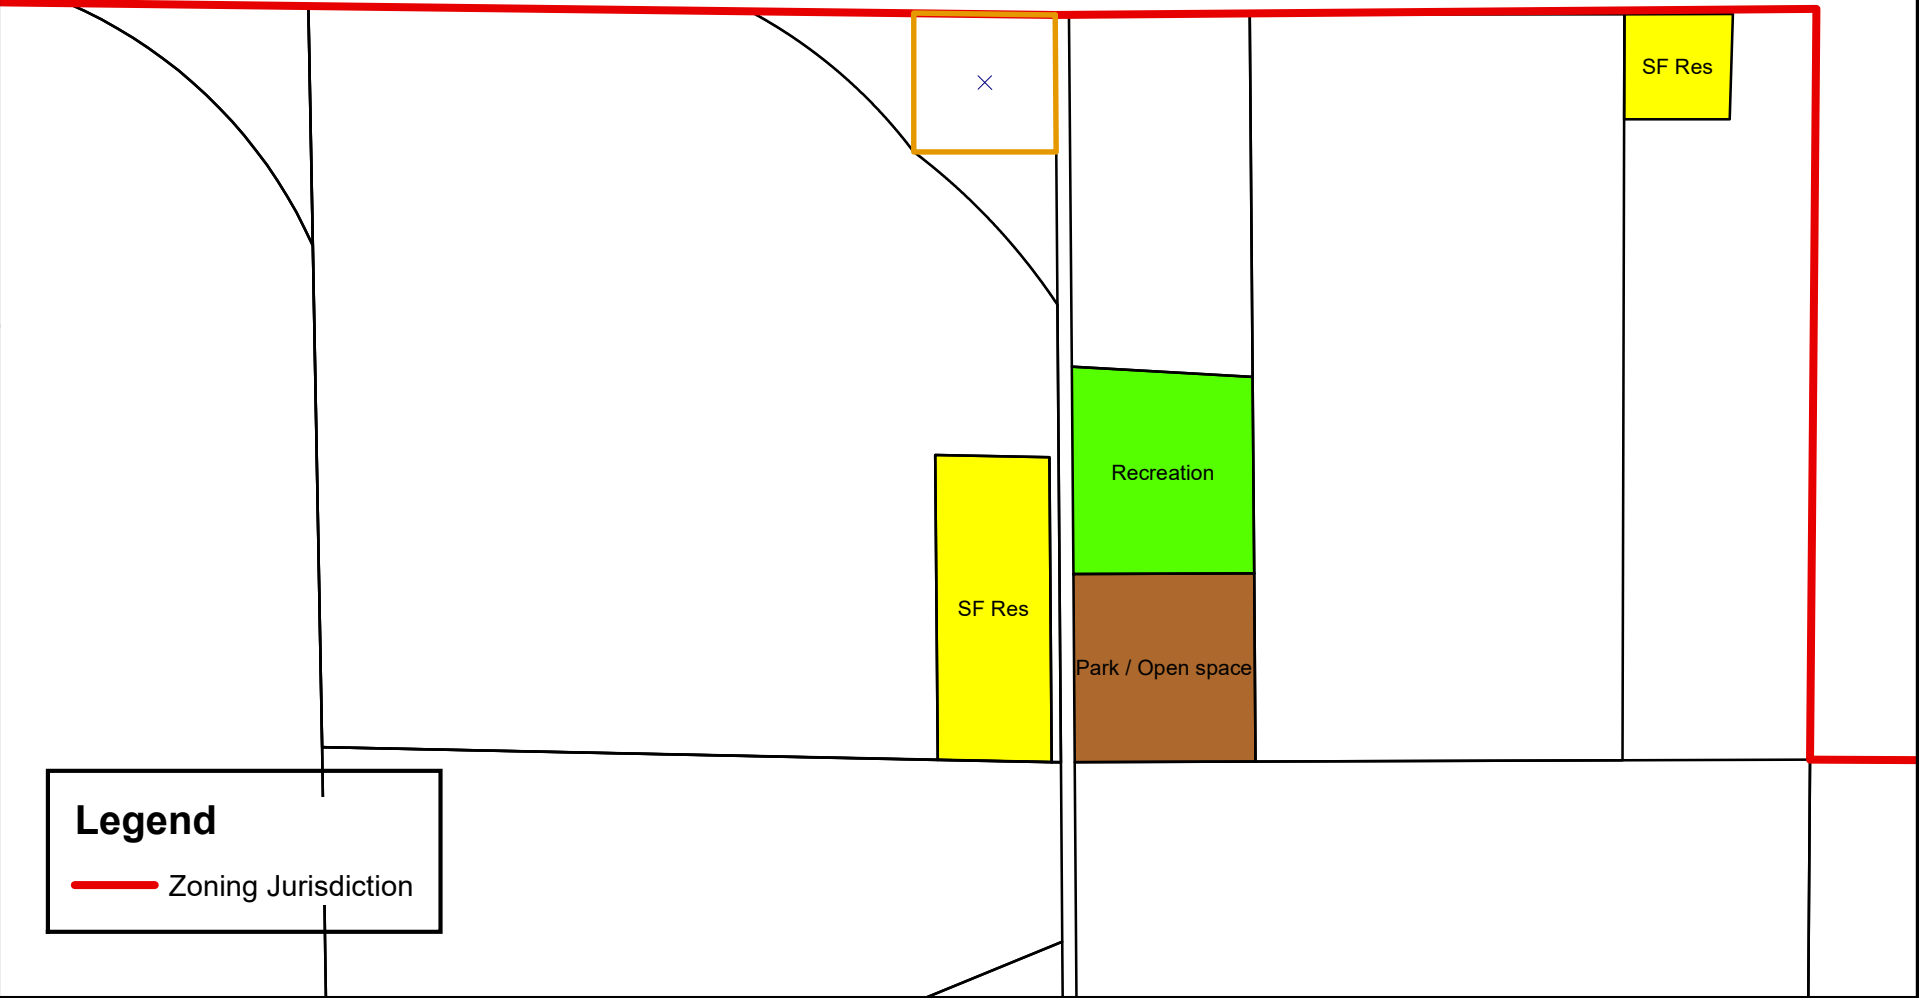 SF Res
Recreation
SF Res
Park / Open space
Legend
Zoning Jurisdiction